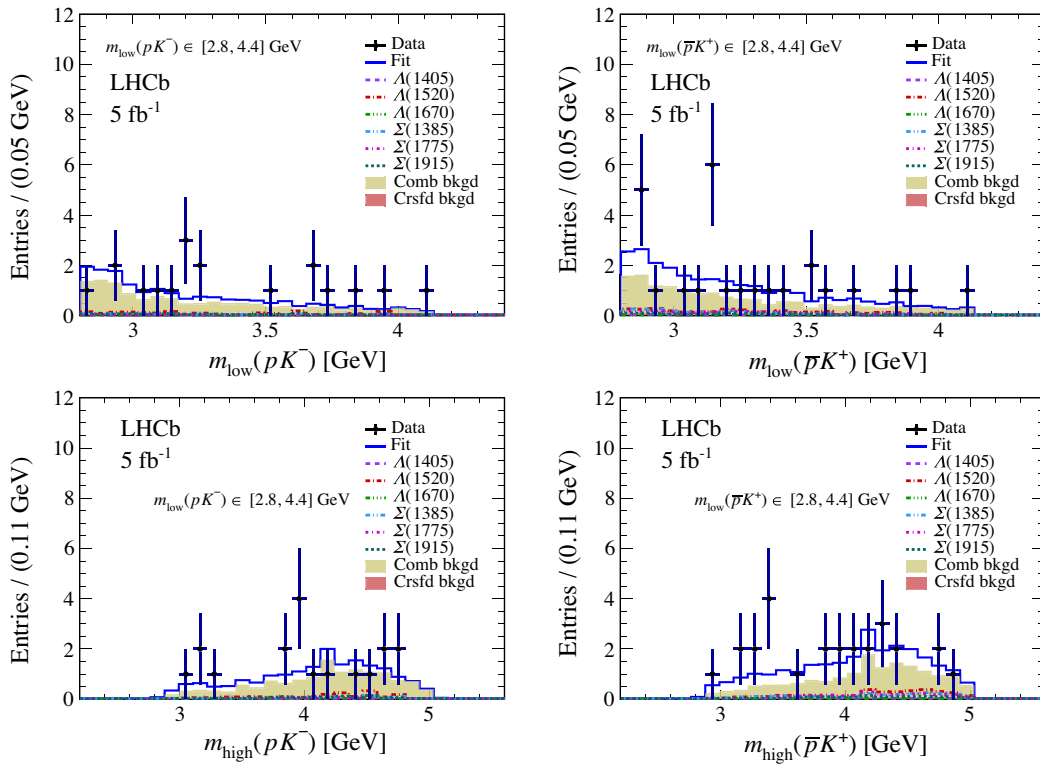 12
10
8
6
4
2
0
Entries / (0.05 GeV)
m_low(pK⁻) ∈ [2.8, 4.4] GeV
LHCb
5 fb⁻¹
Data
Fit
Λ(1405)
Λ(1520)
Λ(1670)
Σ(1385)
Σ(1775)
Σ(1915)
Comb bkgd
Crsfd bkgd
3 3.5 4
m_low(pK⁻) [GeV]
12
10
8
6
4
2
0
Entries / (0.05 GeV)
m_low(p̅K⁺) ∈ [2.8, 4.4] GeV
LHCb
5 fb⁻¹
Data
Fit
Λ(1405)
Λ(1520)
Λ(1670)
Σ(1385)
Σ(1775)
Σ(1915)
Comb bkgd
Crsfd bkgd
3 3.5 4
m_low(p̅K⁺) [GeV]
12
10
8
6
4
2
0
Entries / (0.11 GeV)
LHCb
5 fb⁻¹
m_low(pK⁻) ∈ [2.8, 4.4] GeV
Data
Fit
Λ(1405)
Λ(1520)
Λ(1670)
Σ(1385)
Σ(1775)
Σ(1915)
Comb bkgd
Crsfd bkgd
3 4 5
m_high(pK⁻) [GeV]
12
10
8
6
4
2
0
Entries / (0.11 GeV)
LHCb
5 fb⁻¹
m_low(p̅K⁺) ∈ [2.8, 4.4] GeV
Data
Fit
Λ(1405)
Λ(1520)
Λ(1670)
Σ(1385)
Σ(1775)
Σ(1915)
Comb bkgd
Crsfd bkgd
3 4 5
m_high(p̅K⁺) [GeV]